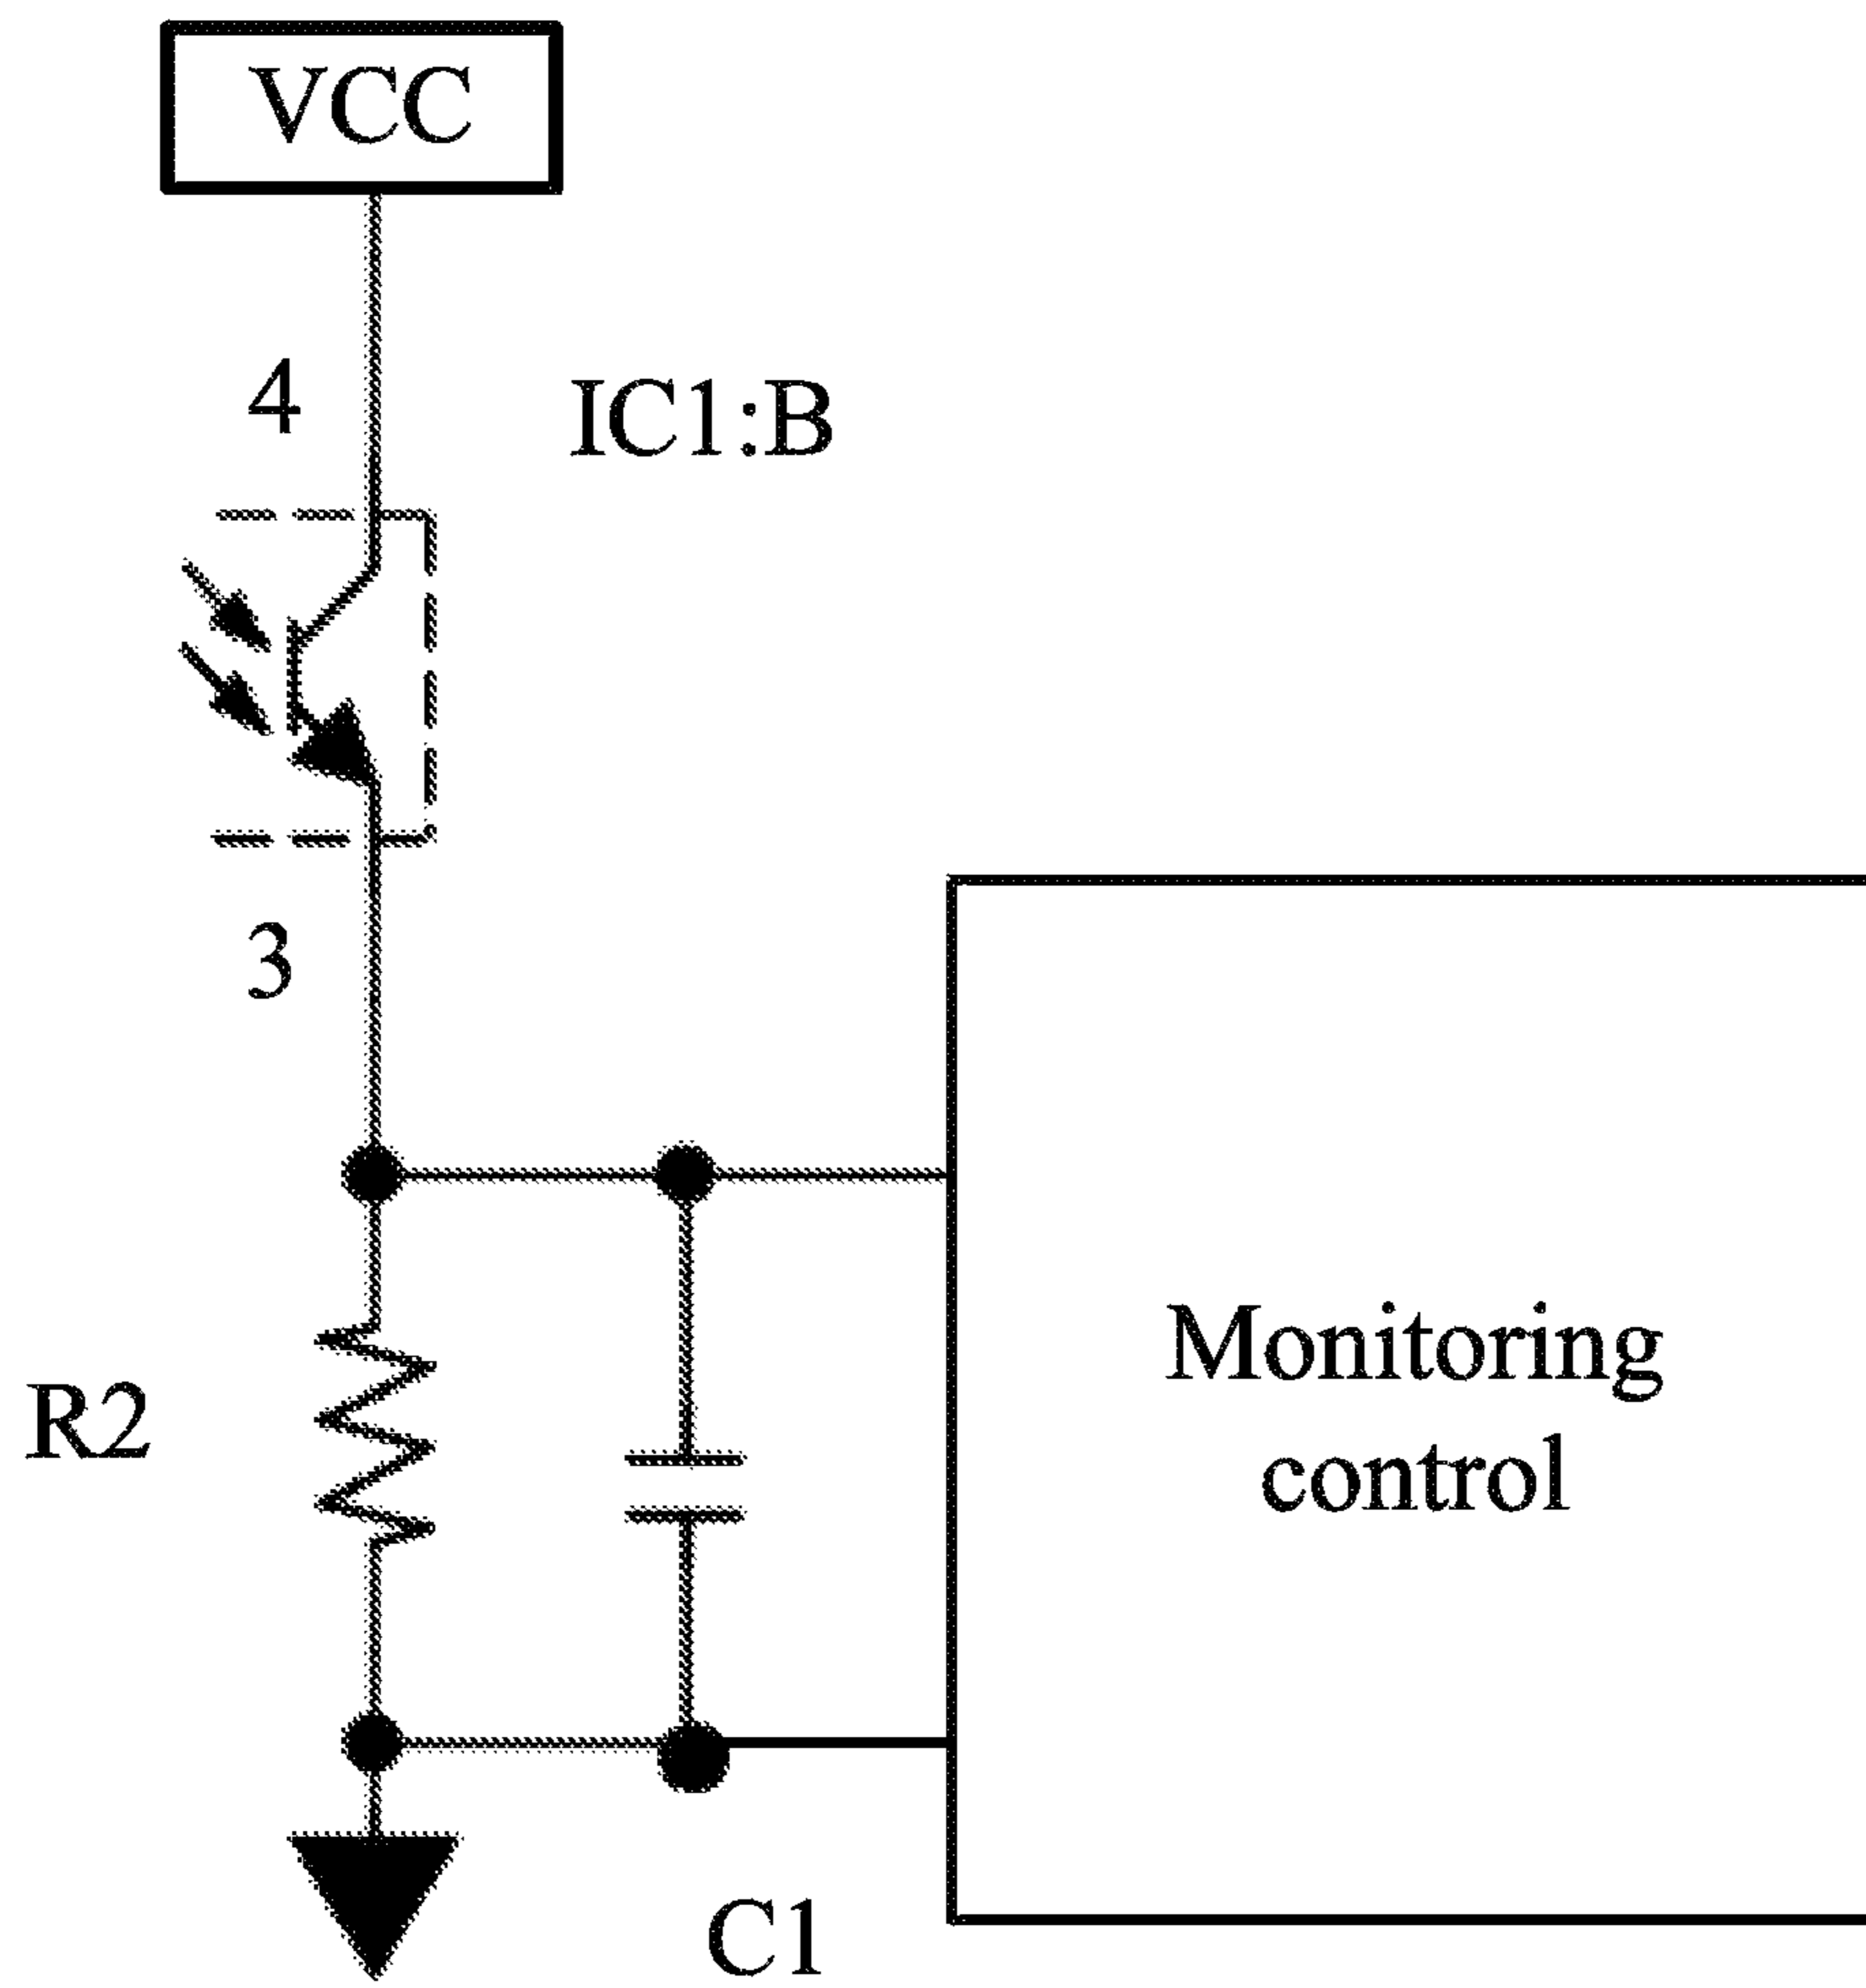 VCC
4
IC1:B
3
R2
Monitoring
control
C1